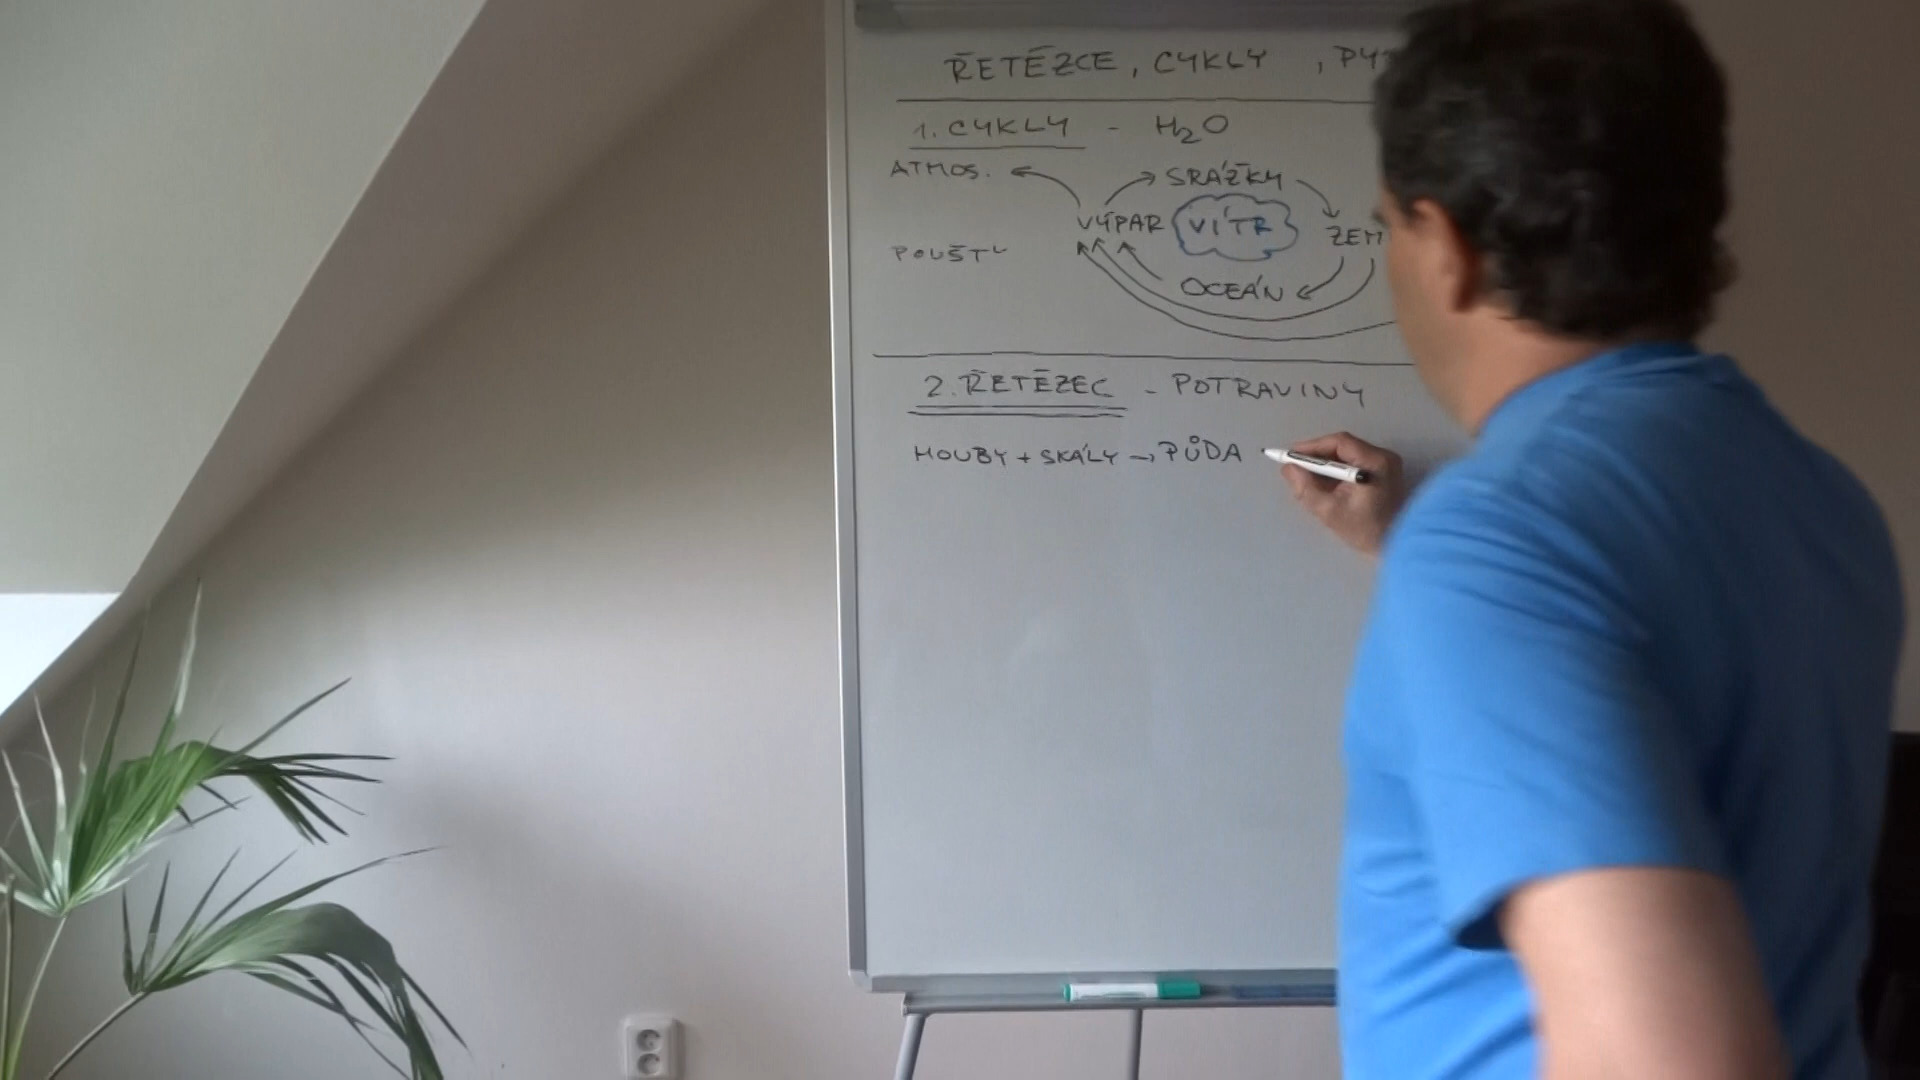 ŘETĚZCE, CYKLY,
1. CYKLY - H₂O
ATMOS. SRÁŽKY
VÝPAR VÍTR
POUŠTĚ
OCEÁN
2. ŘETĚZEC - POTRAVINY
HOUBY + SKÁLY → PŮDA